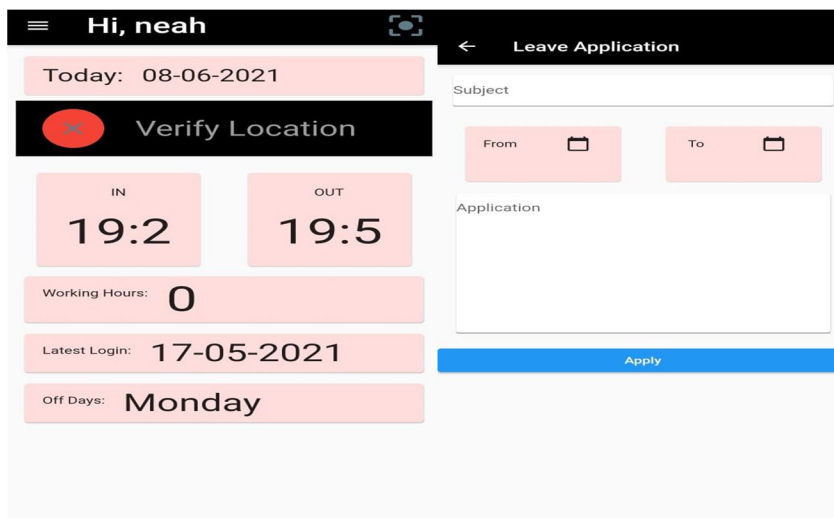 Hi, neah
Today: 08-06-2021
Verify Location
IN
OUT
19:2
19:5
Working Hours: 0
Latest Login: 17-05-2021
Off Days: Monday
Leave Application
Subject
From
To
Application
Apply